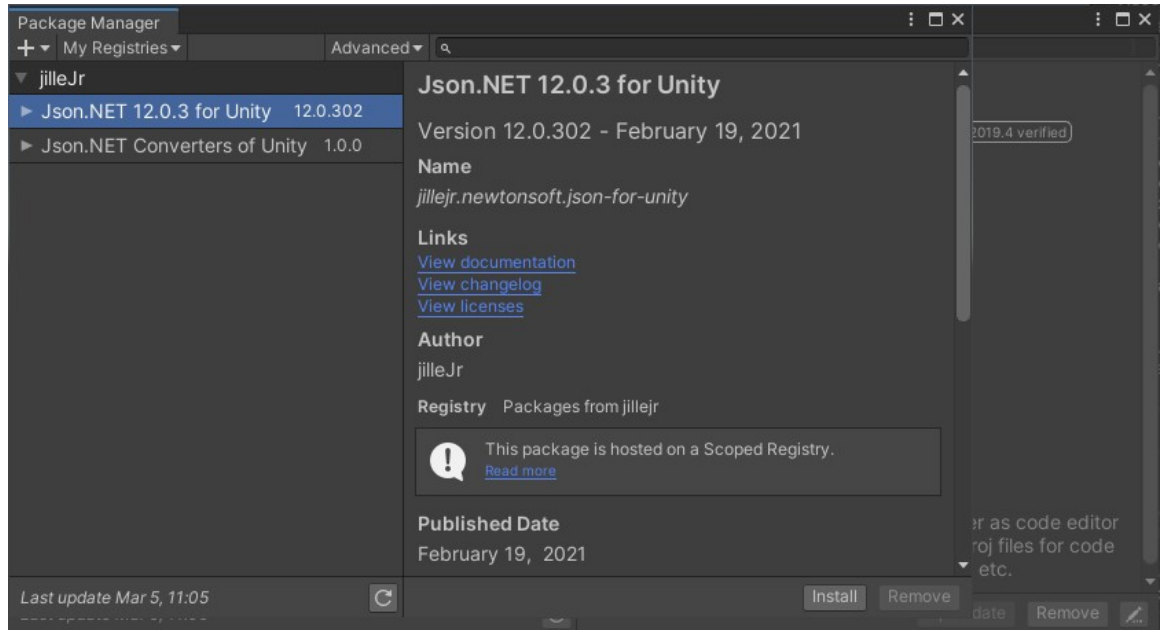 Package Manager
+ My Registries
Advanced
jilleJr
Json.NET 12.0.3 for Unity 12.0.302
Json.NET Converters of Unity 1.0.0
Last update Mar 5, 11:05
Json.NET 12.0.3 for Unity
Version 12.0.302 - February 19, 2021
Name
jillejr.newtonsoft.json-for-unity
Links
View documentation
View changelog
View licenses
Author
jilleJr
Registry Packages from jillejr
This package is hosted on a Scoped Registry.
Read more
Published Date
February 19, 2021
Install Remove
2019.4 verified
as code editor
files for code
etc.
Remove